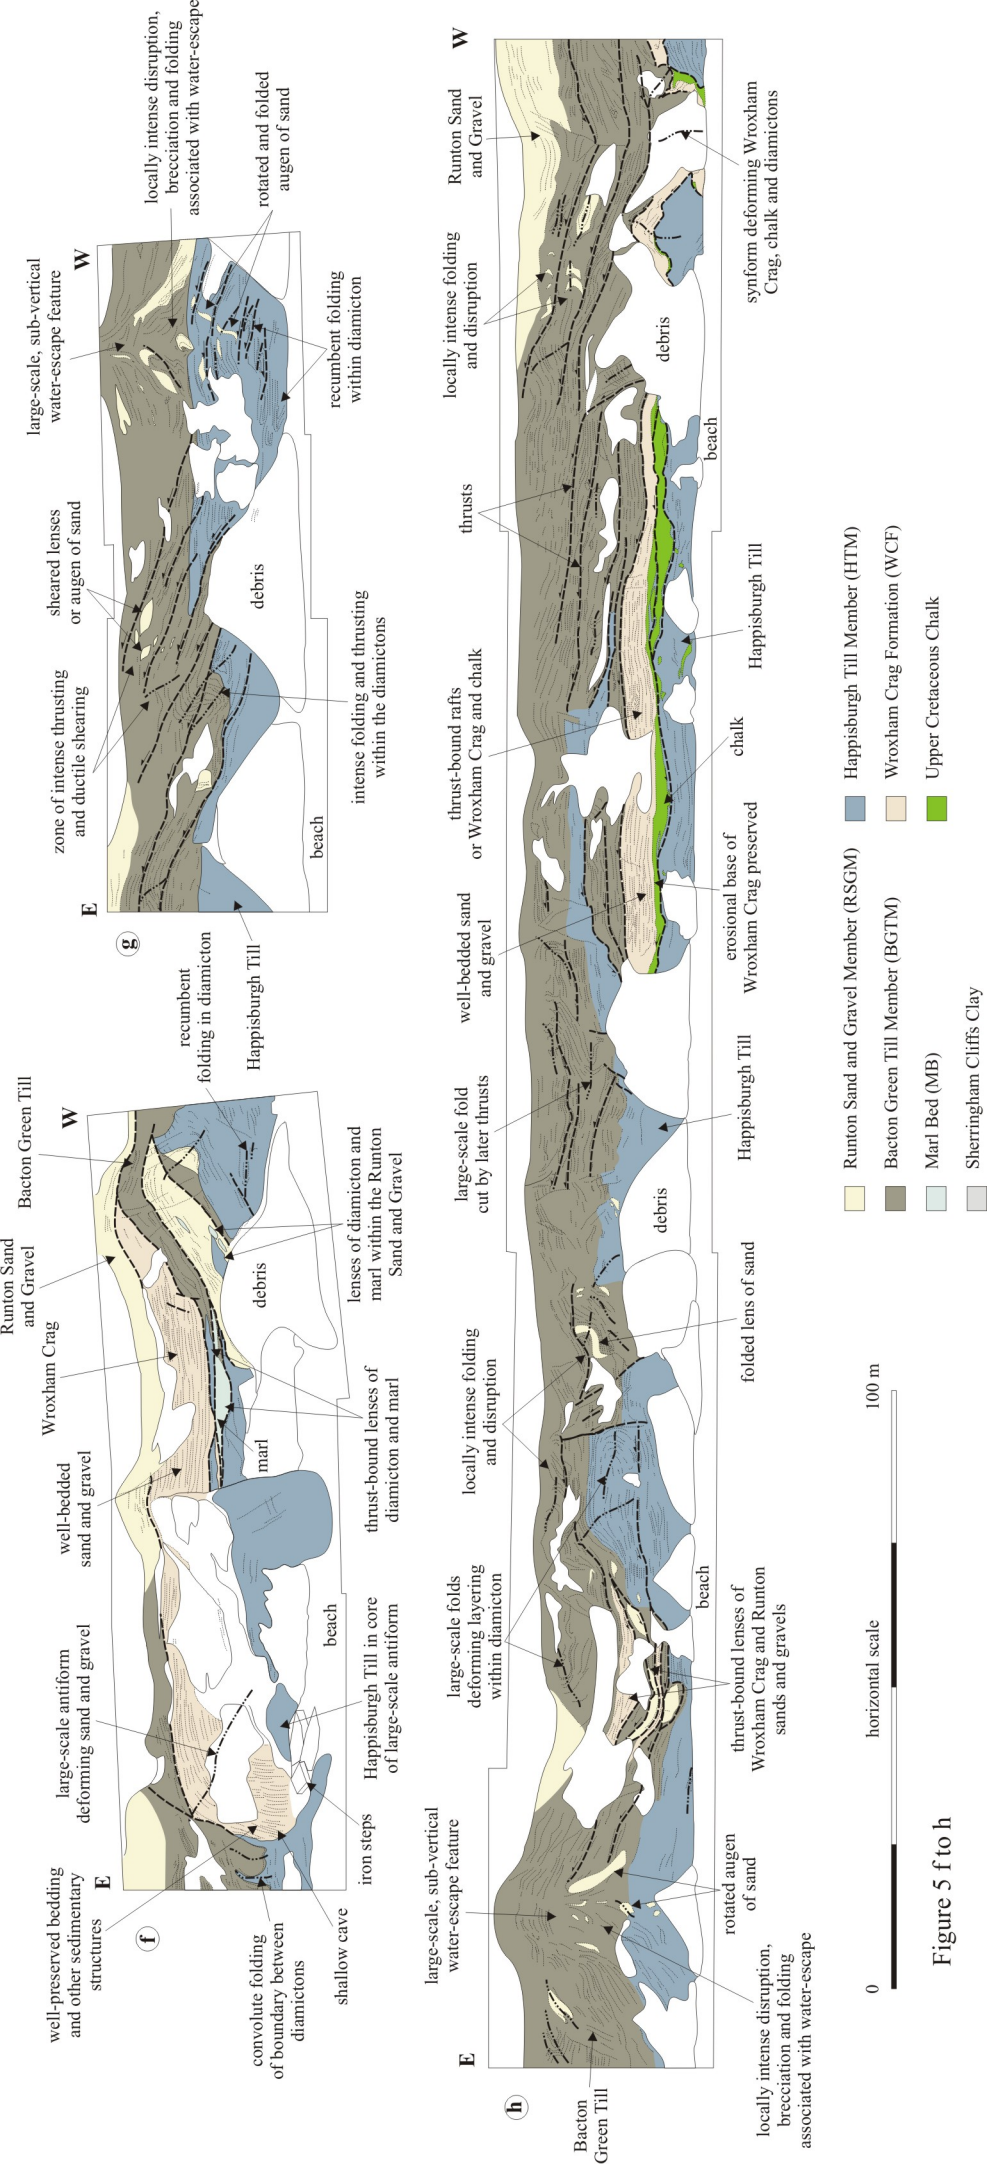 f
E
W
well-preserved bedding
and other sedimentary
structures
large-scale antiform
deforming sand and gravel
well-bedded
sand and gravel
Wroxham Crag
Runton Sand
and Gravel
Bacton Green Till
recumbent
folding in diamicton
convolute folding
of boundary between
diamictons
shallow cave
iron steps
Happisburgh Till in core
of large-scale antiform
beach
marl
thrust-bound lenses of
diamicton and marl
debris
lenses of diamicton and
marl within the Runton
Sand and Gravel
g
E
W
Happisburgh Till
zone of intense thrusting
and ductile shearing
sheared lenses
or augen of sand
large-scale, sub-vertical
water-escape feature
locally intense disruption,
brecciation and folding
associated with water-escape
rotated and folded
augen of sand
beach
intense folding and thrusting
within the diamictons
debris
recumbent folding
within diamicton
h
E
W
Bacton
Green Till
large-scale, sub-vertical
water-escape feature
large-scale folds
deforming layering
within diamicton
locally intense folding
and disruption
large-scale fold
cut by later thrusts
well-bedded sand
and gravel
thrust-bound rafts
or Wroxham Crag and chalk
thrusts
locally intense folding
and disruption
Runton Sand
and Gravel
locally intense disruption,
brecciation and folding
associated with water-escape
rotated augen
of sand
thrust-bound lenses of
Wroxham Crag and Runton
sands and gravels
beach
folded lens of sand
debris
Happisburgh Till
erosional base of
Wroxham Crag preserved
chalk
Happisburgh Till
beach
debris
synform deforming Wroxham
Crag, chalk and diamictons
0
horizontal scale
100 m
Runton Sand and Gravel Member (RSGM)
Bacton Green Till Member (BGTM)
Marl Bed (MB)
Sherringham Cliffs Clay
Happisburgh Till Member (HTM)
Wroxham Crag Formation (WCF)
Upper Cretaceous Chalk
Figure 5 f to h